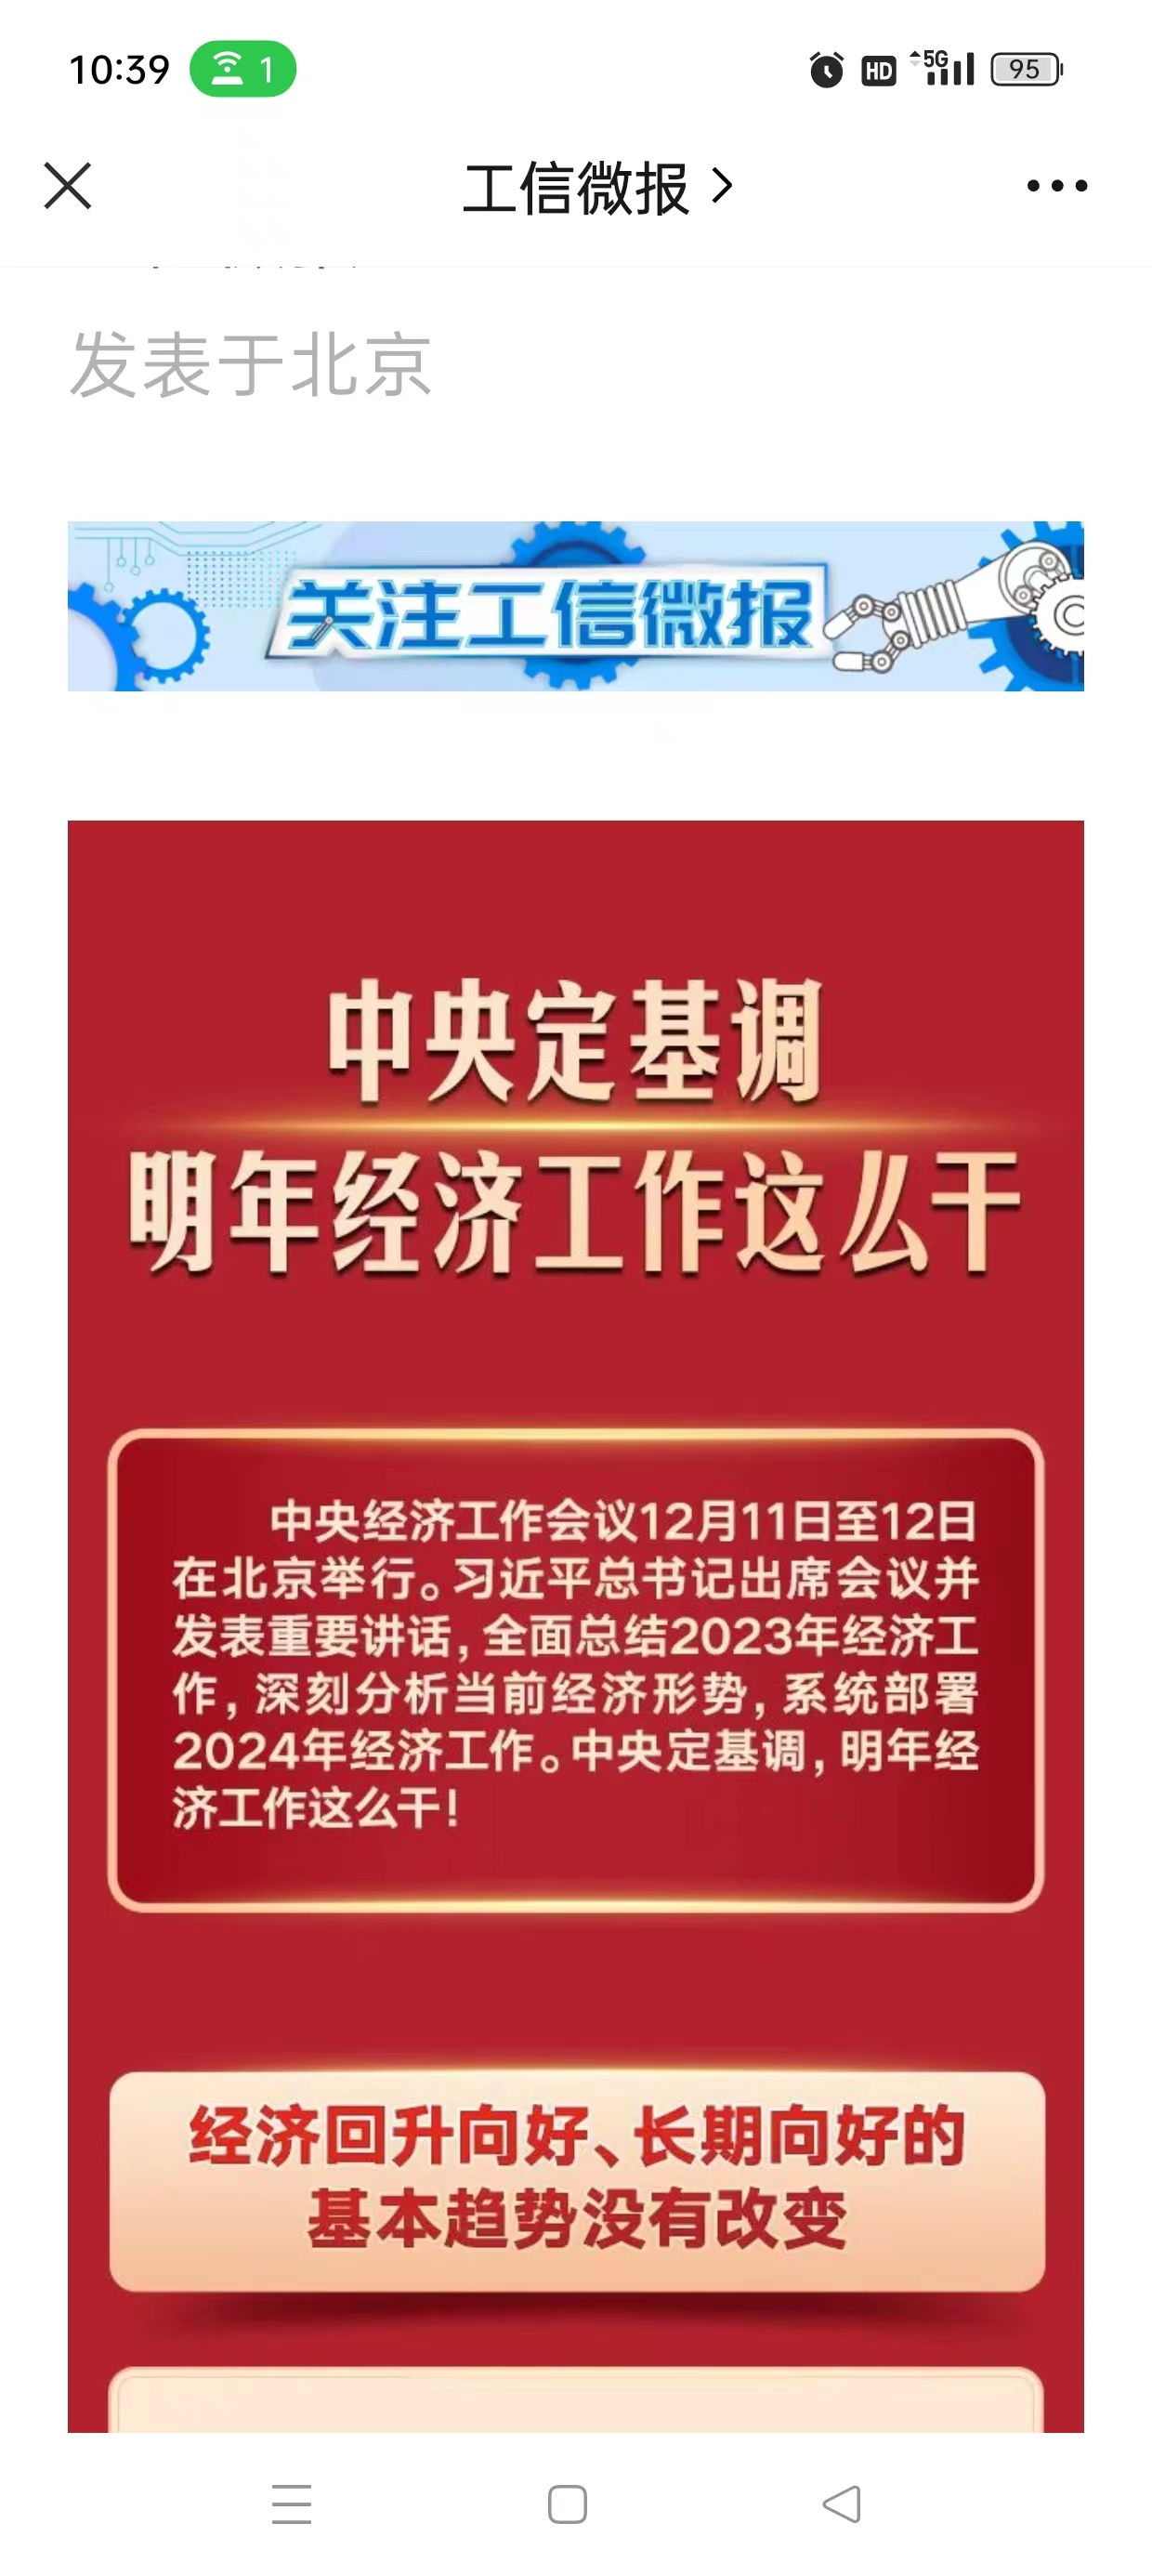 10:39
1
HD
5G
95
工信微报
发表于北京
关注工信微报
中央定基调
明年经济工作这么干
中央经济工作会议12月11日至12日
在北京举行。习近平总书记出席会议并
发表重要讲话,全面总结2023年经济工
作,深刻分析当前经济形势,系统部署
2024年经济工作。中央定基调,明年经
济工作这么干!
经济回升向好、长期向好的
基本趋势没有改变